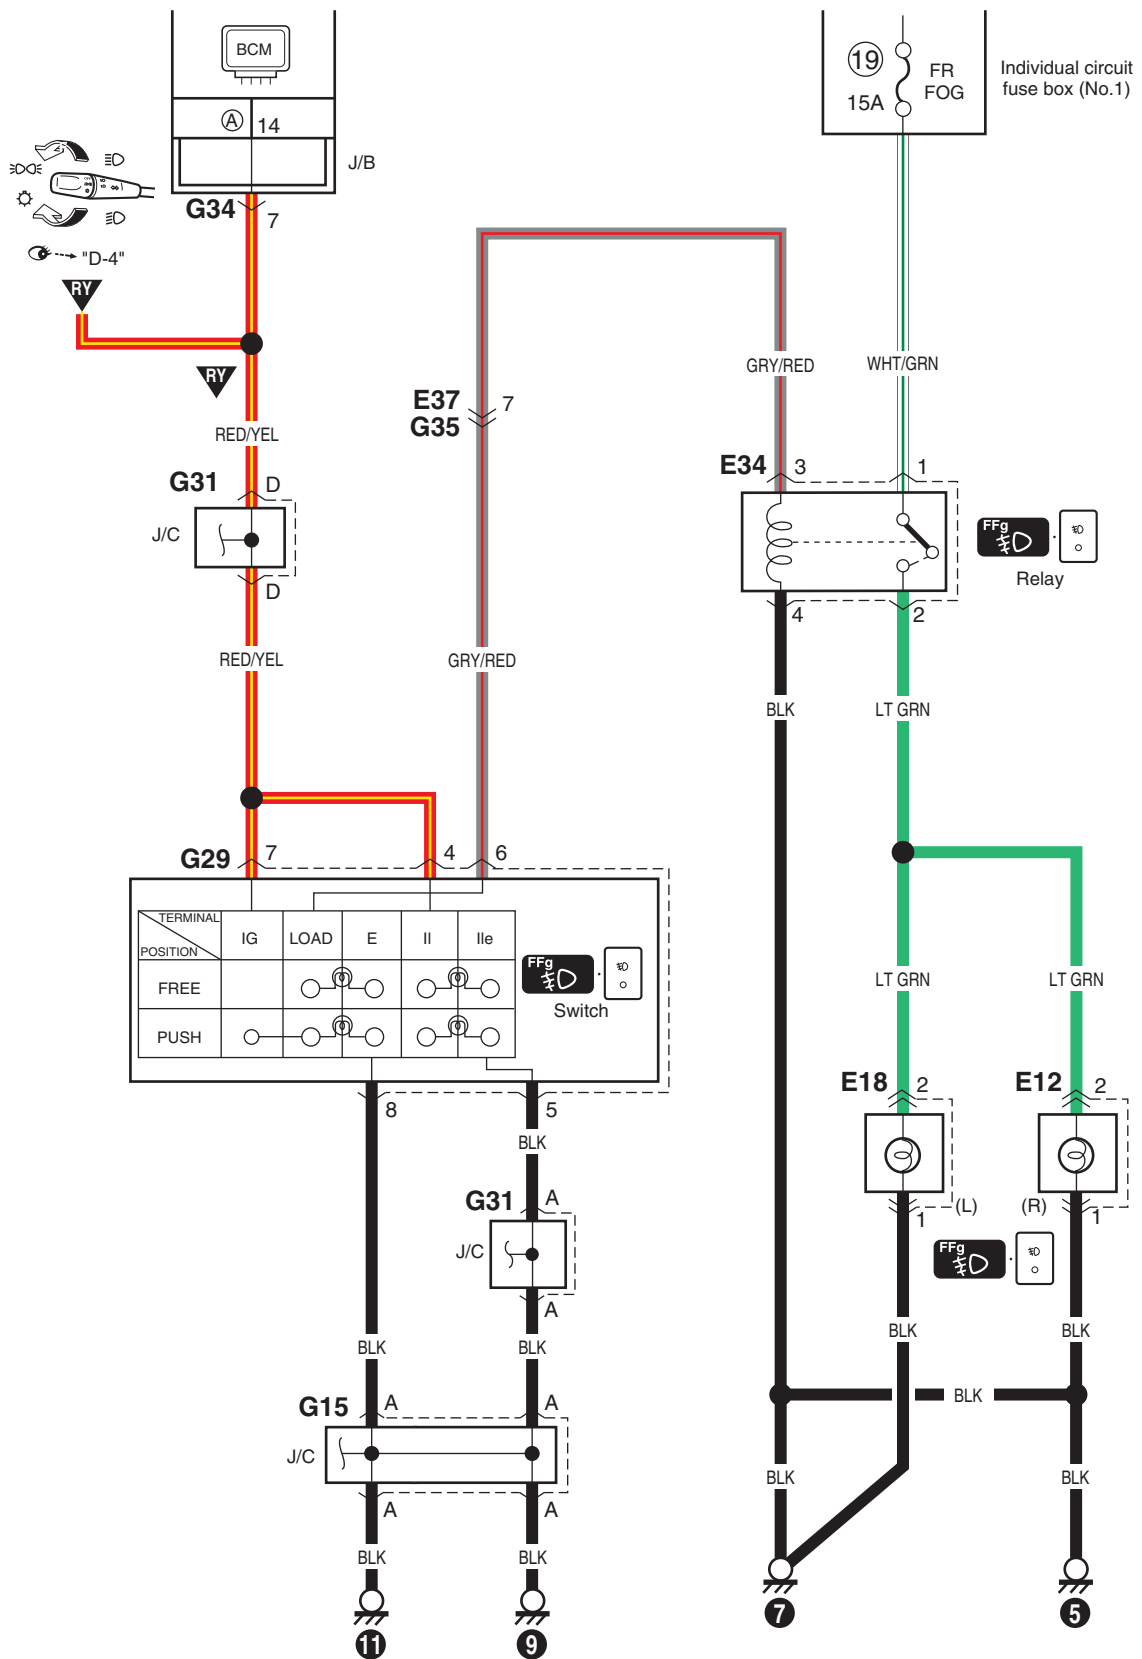 BCM
A 14
J/B
G34 7
"D-4"
RY
RY
RED/YEL
G31 D
J/C
D
RED/YEL
19
15A
FR
FOG
Individual circuit
fuse box (No.1)
GRY/RED
WHT/GRN
E37 7
G35
E34 3 1
FFg
Relay
4 2
GRY/RED
BLK
LT GRN
G29 7 4 6
TERMINAL
POSITION
IG LOAD E II IIe
FREE
PUSH
FFg
Switch
8 5
LT GRN
LT GRN
BLK
E18 2
E12 2
G31 A
J/C
A
1 (L)
(R) 1
FFg
BLK
BLK
BLK
BLK
BLK
G15 A A
J/C
A A
BLK
BLK
BLK
BLK
11
9
7
5